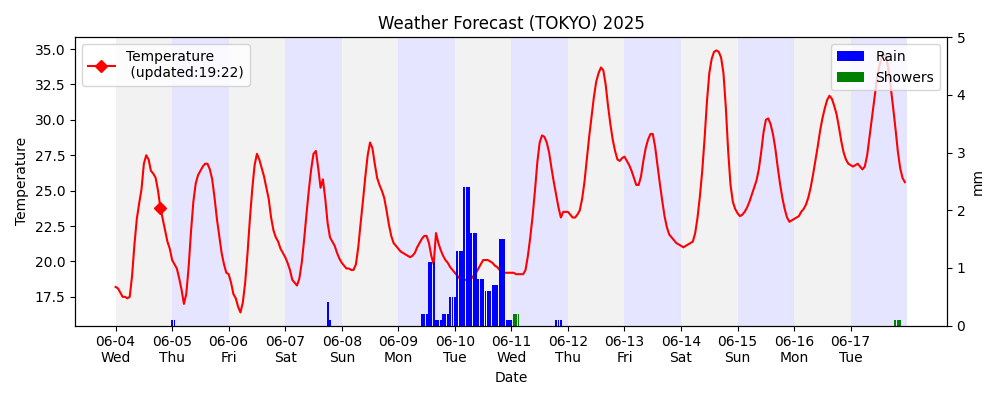 Weather Forecast (TOKYO) 2025
Temperature
(updated:19:22)
Rain
Showers
35.0
32.5
30.0
27.5
25.0
22.5
20.0
17.5
Temperature
5
4
3
2
1
0
mm
06-04 06-05 06-06 06-07 06-08 06-09 06-10 06-11 06-12 06-13 06-14 06-15 06-16 06-17
Wed Thu Fri Sat Sun Mon Tue Wed Thu Fri Sat Sun Mon Tue
Date